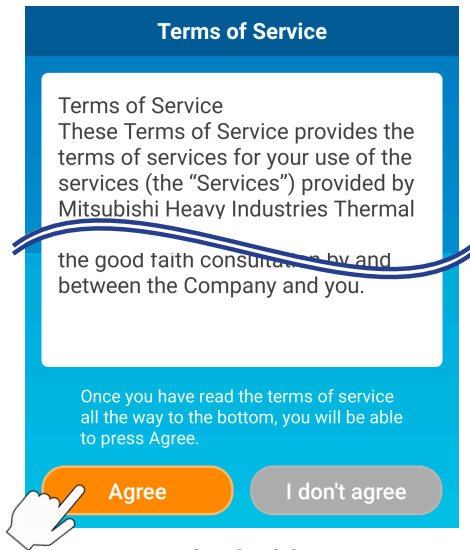 Terms of Service
Terms of Service
These Terms of Service provides the
terms of services for your use of the
services (the “Services”) provided by
Mitsubishi Heavy Industries Thermal
the good faith consultation by and
between the Company and you.
Once you have read the terms of service
all the way to the bottom, you will be able
to press Agree.
Agree
I don't agree